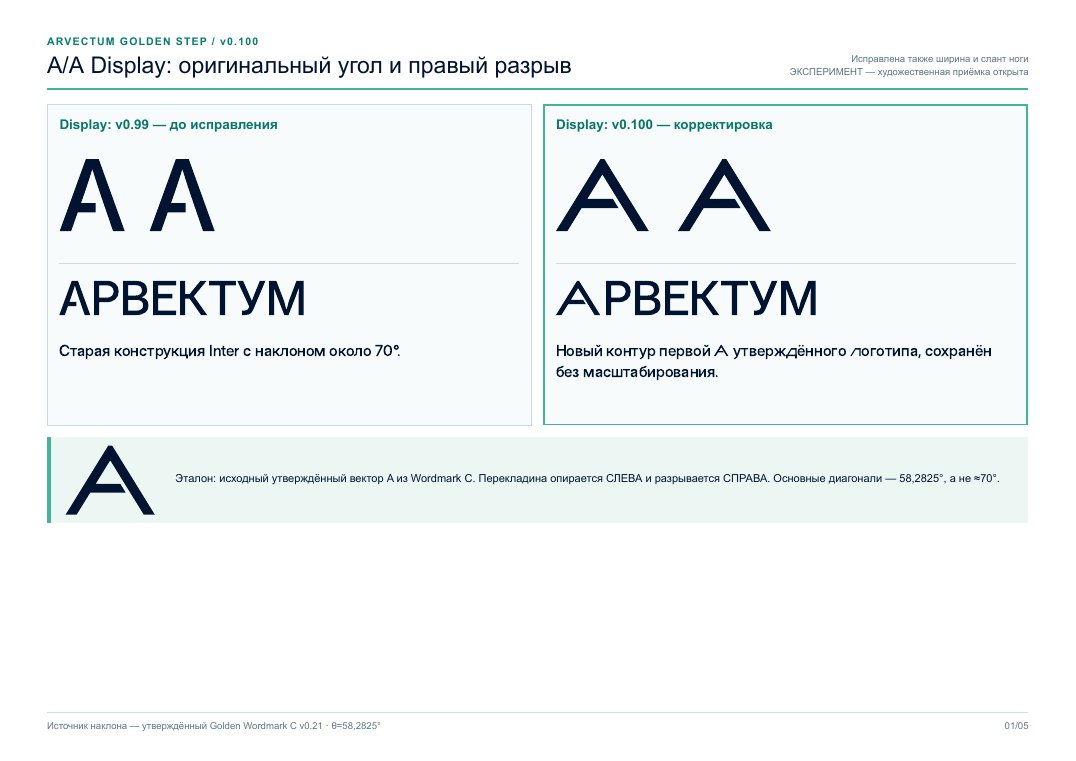 ARVECTUM GOLDEN STEP / v0.100
A/A Display: оригинальный угол и правый разрыв
Исправлена также ширина и слант ноги
ЭКСПЕРИМЕНТ — художественная приёмка открыта
Display: v0.99 — до исправления
А А
АРВЕКТУМ
Старая конструкция Inter с наклоном около 70°.
Display: v0.100 — корректировка
А А
АРВЕКТУМ
Новый контур первой А утверждённого логотипа, сохранён
без масштабирования.
А
Эталон: исходный утверждённый вектор A из Wordmark C. Перекладина опирается СЛЕВА и разрывается СПРАВА. Основные диагонали — 58,2825°, а не ≈70°.
Источник наклона — утверждённый Golden Wordmark C v0.21 · θ=58,2825°
01/05